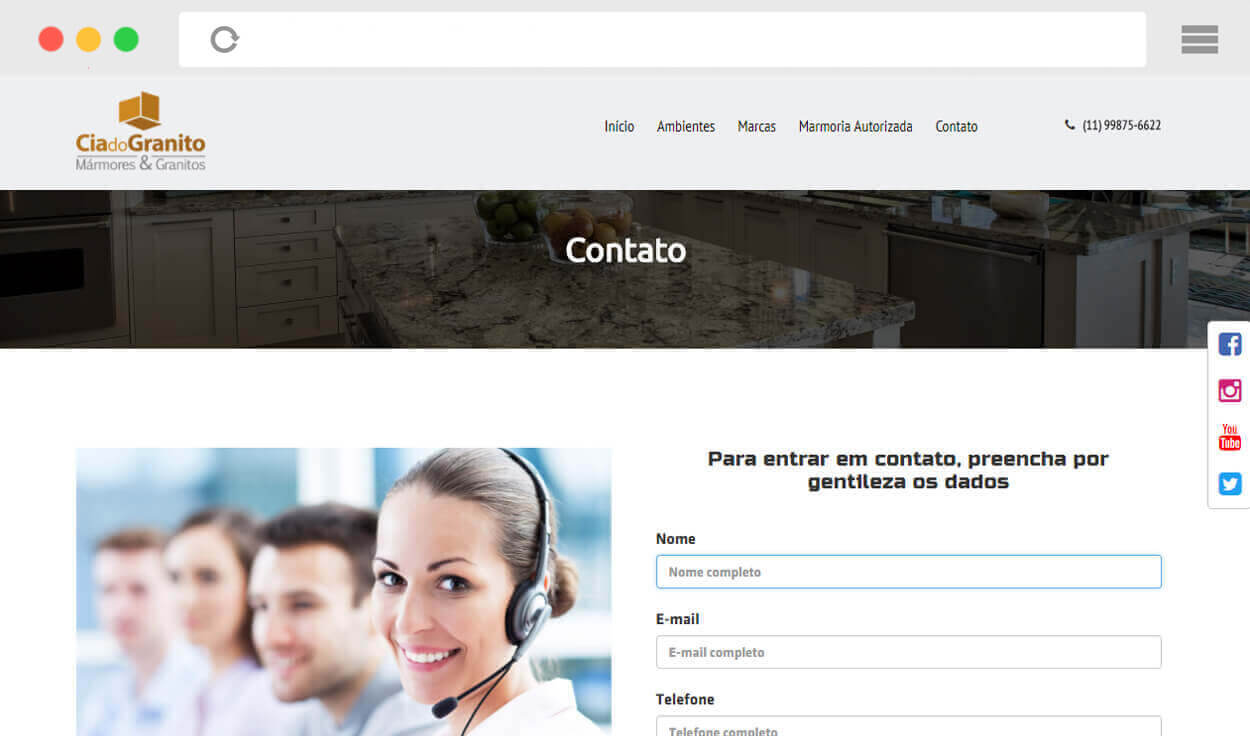 CiadoGranito
Mármores & Granitos
Início Ambientes Marcas Marmoria Autorizada Contato (11) 99875-6622
Contato
You
Tube
Para entrar em contato, preencha por
gentileza os dados
Nome
Nome completo
E-mail
E-mail completo
Telefone
Telefone completo